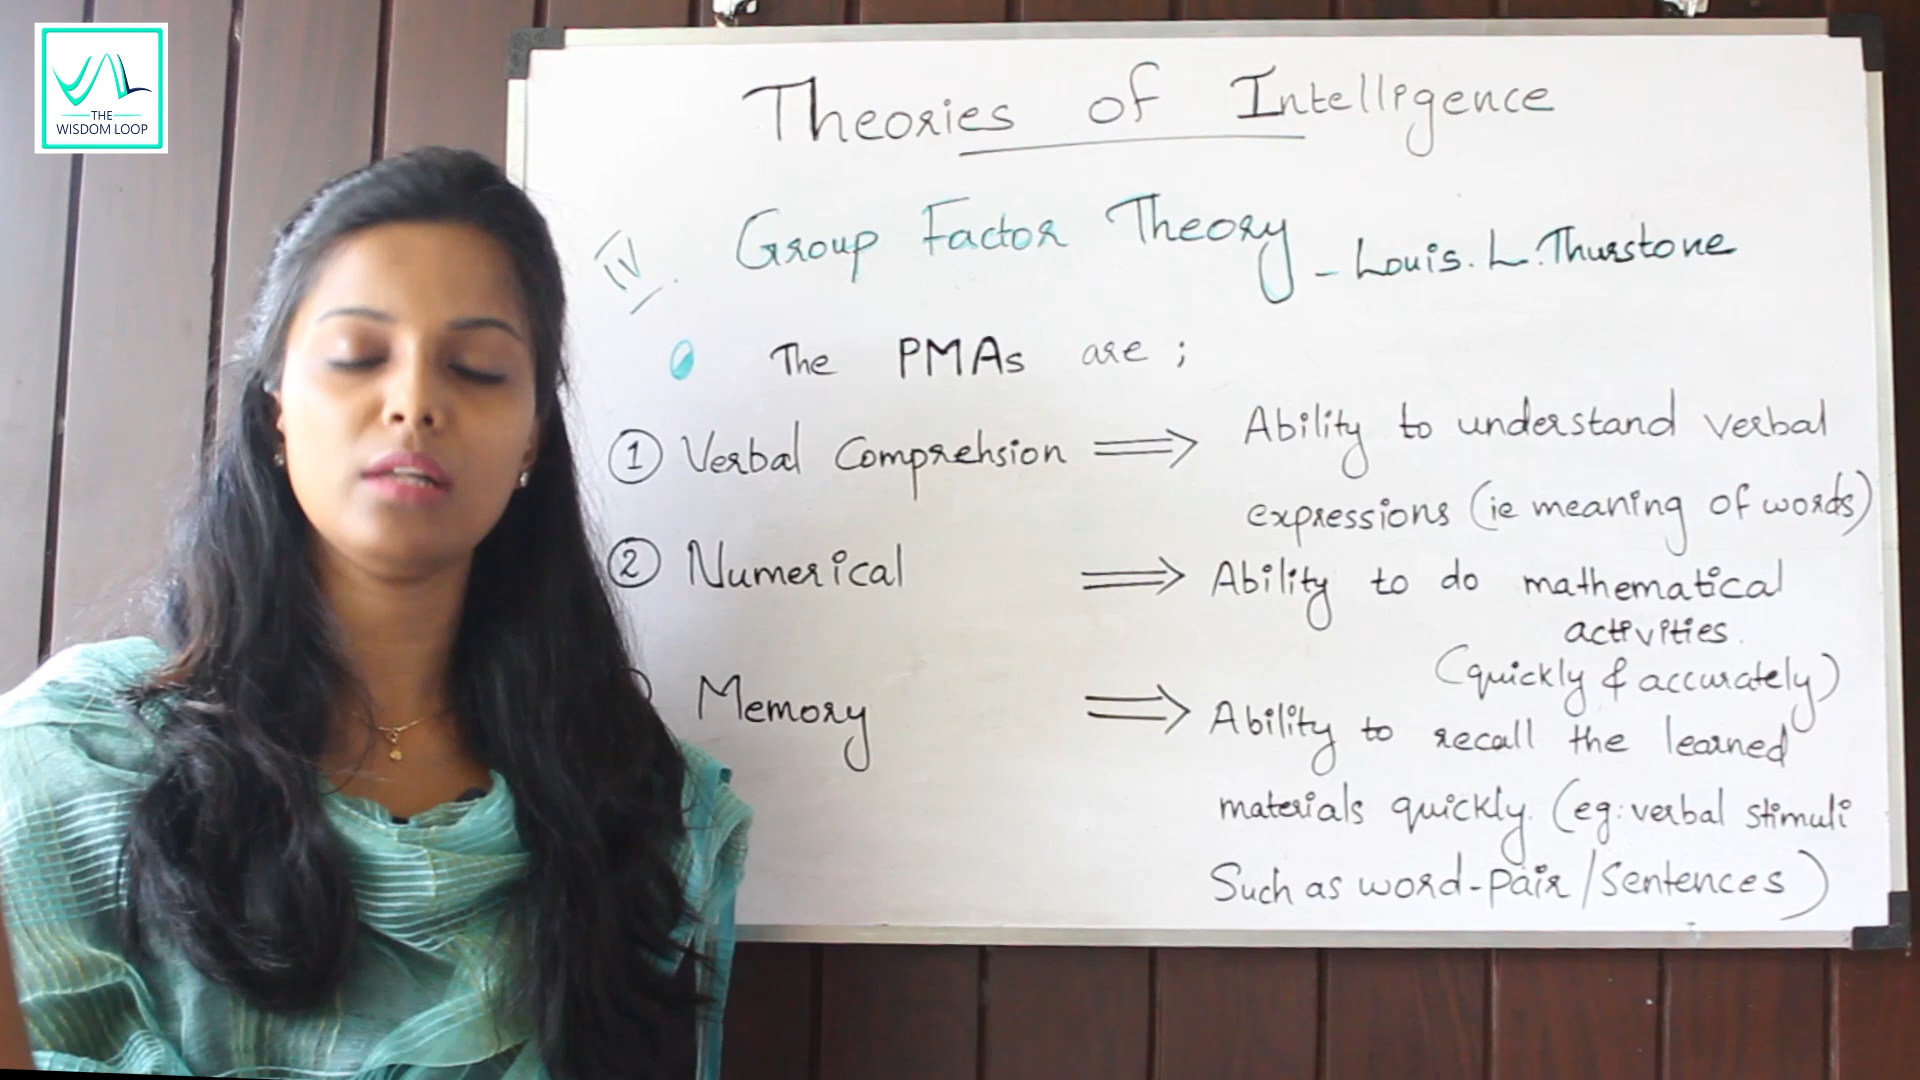 THE
WISDOM LOOP
Theories of Intelligence
IV. Group Factor Theory - Louis. L. Thurstone
The PMAs are ;
① Verbal Comprehsion ⟹ Ability to understand verbal
expressions (ie meaning of words)
② Numerical ⟹ Ability to do mathematical
activities.
(quickly & accurately)
Memory ⟹ Ability to recall the learned
materials quickly. (eg: verbal stimuli
Such as word-pair/Sentences)